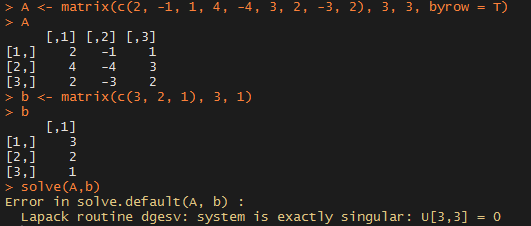 > A <- matrix(c(2, -1, 1, 4, -4, 3, 2, -3, 2), 3, 3, byrow = T)
> A
     [,1] [,2] [,3]
[1,]    2   -1    1
[2,]    4   -4    3
[3,]    2   -3    2
> b <- matrix(c(3, 2, 1), 3, 1)
> b
     [,1]
[1,]    3
[2,]    2
[3,]    1
> solve(A,b)
Error in solve.default(A, b) :
  Lapack routine dgesv: system is exactly singular: U[3,3] = 0